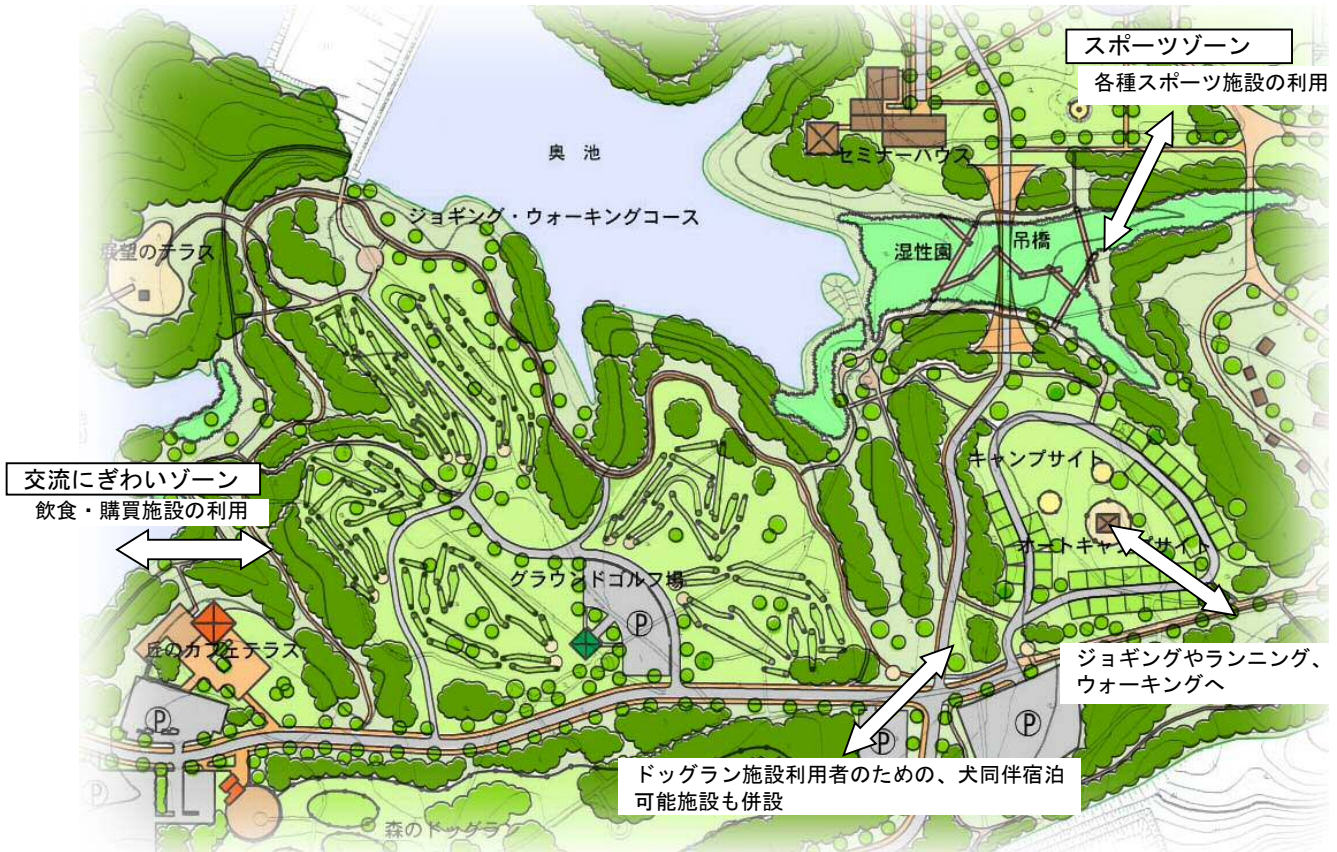 スポーツゾーン
各種スポーツ施設の利用
奥池
セミナーハウス
ジョギング・ウォーキングコース
展望のテラス
湿性園
吊橋
交流にぎわいゾーン
飲食・購買施設の利用
キャンプサイト
オートキャンプサイト
グラウンドゴルフ場
P
丘のカフェテラス
P
ジョギングやランニング、
ウォーキングへ
P
P
ドッグラン施設利用者のための、犬同伴宿泊
可能施設も併設
P
森のドッグラン